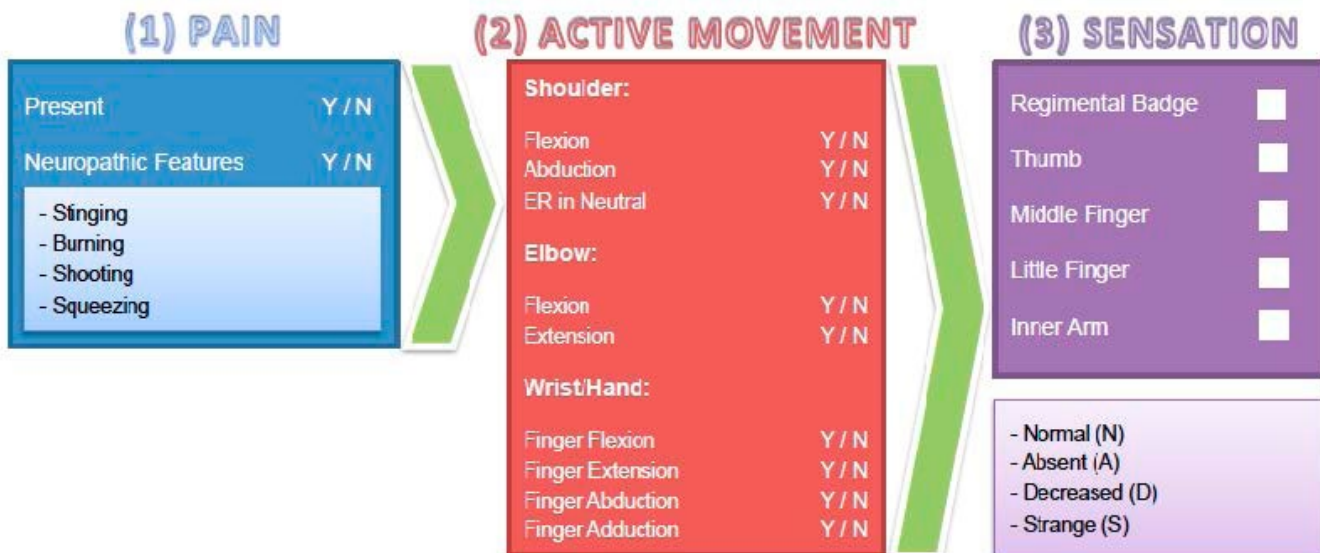 (1) PAIN
Present Y / N
Neuropathic Features Y / N
- Stinging
- Burning
- Shooting
- Squeezing
(2) ACTIVE MOVEMENT
Shoulder:
Flexion Y / N
Abduction Y / N
ER in Neutral Y / N
Elbow:
Flexion Y / N
Extension Y / N
Wrist/Hand:
Finger Flexion Y / N
Finger Extension Y / N
Finger Abduction Y / N
Finger Adduction Y / N
(3) SENSATION
Regimental Badge
Thumb
Middle Finger
Little Finger
Inner Arm
- Normal (N)
- Absent (A)
- Decreased (D)
- Strange (S)